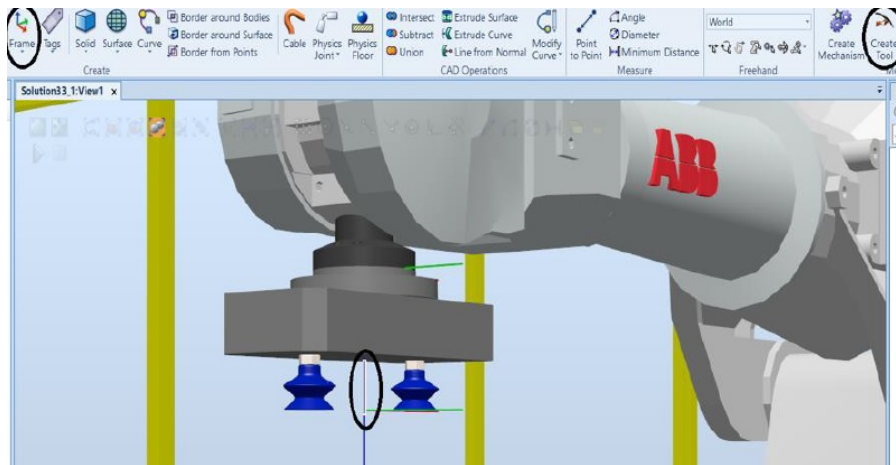 Frame Tags Solid Surface Curve
Border around Bodies
Border around Surface
Border from Points
Create
Cable Physics Joint Physics Floor
Intersect Extrude Surface
Subtract Extrude Curve
Union Line from Normal
Modify Curve
CAD Operations
Point to Point
Angle
Diameter
Minimum Distance
Measure
World
Freehand
Create Mechanism
Create Tool
Solution33_1:View1 x
ABB